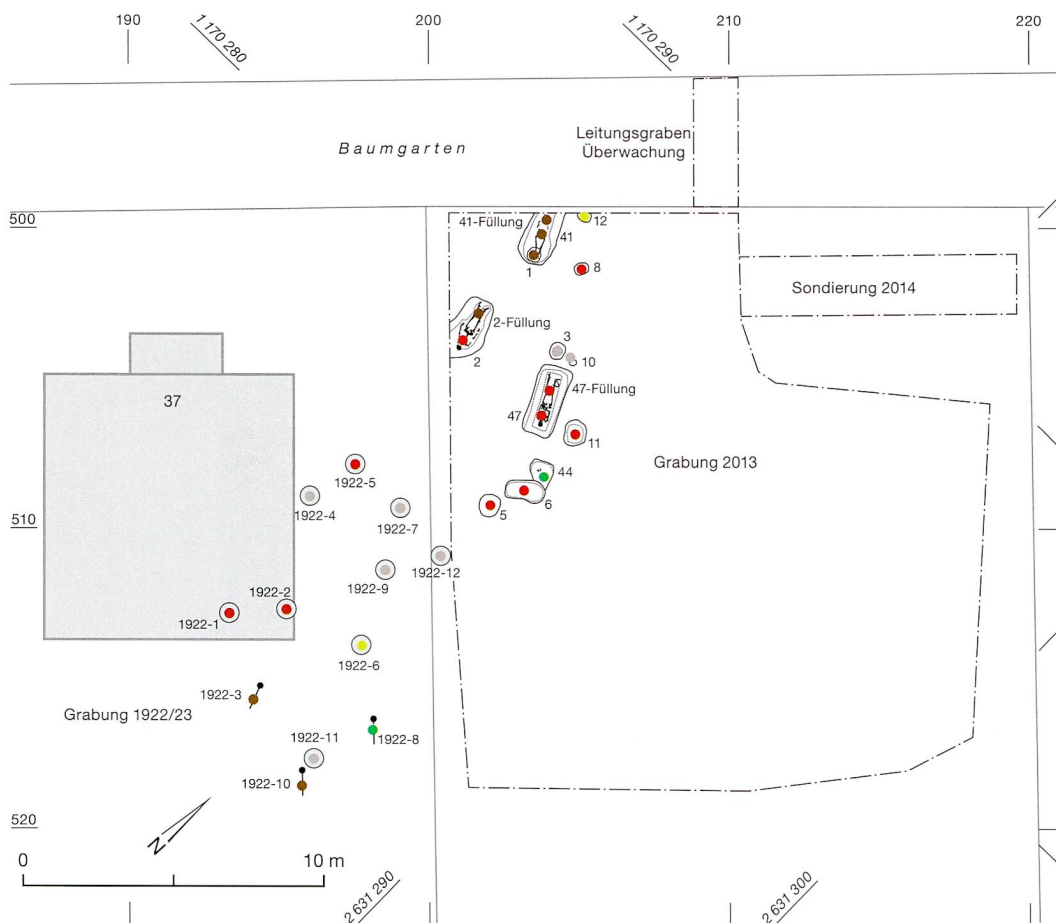 190
200
210
220
1 170 280
1 170 290
Baumgarten
Leitungsgraben
Überwachung
500
41-Füllung
12
41
1
8
Sondierung 2014
2-Füllung
2
3
10
37
47-Füllung
47
11
Grabung 2013
44
1922-5
6
5
1922-4
1922-7
510
1922-12
1922-9
1922-2
1922-1
1922-6
1922-3
Grabung 1922/23
1922-8
1922-11
1922-10
520
N
0
10 m
2 631 290
2 631 300